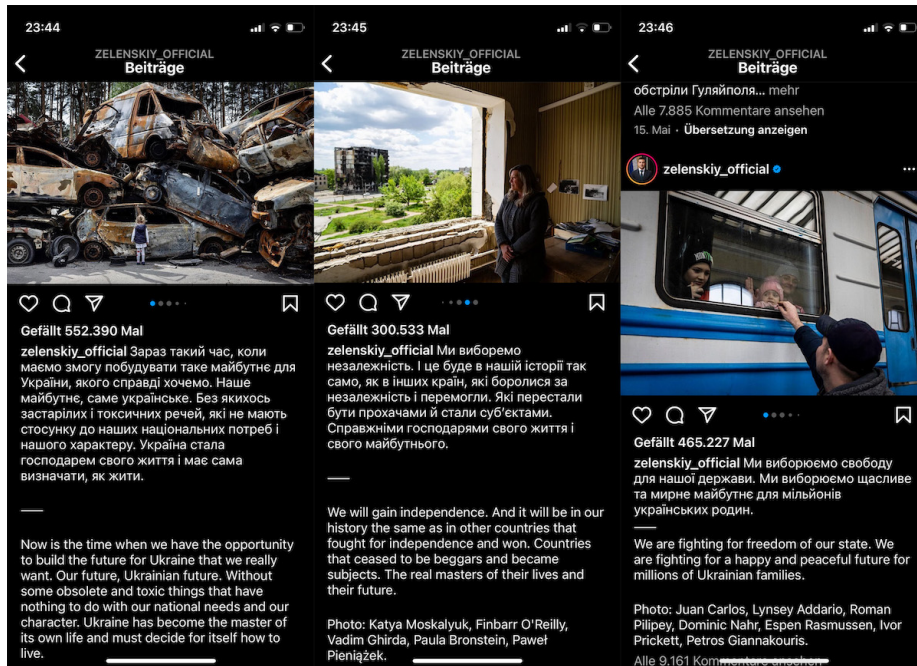 23:44
ZELENSKIY_OFFICIAL
Beiträge
Gefällt 552.390 Mal
zelenskiy_official Зараз такий час, коли
маємо змогу побудувати таке майбутнє для
України, якого справді хочемо. Наше
майбутнє, саме українське. Без якихось
застарілих і токсичних речей, які не мають
стосунку до наших національних потреб і
нашого характеру. Україна стала
господарем свого життя і має сама
визначати, як жити.
——
Now is the time when we have the opportunity
to build the future for Ukraine that we really
want. Our future, Ukrainian future. Without
some obsolete and toxic things that have
nothing to do with our national needs and our
character. Ukraine has become the master of
its own life and must decide for itself how to
live.
23:45
ZELENSKIY_OFFICIAL
Beiträge
Gefällt 300.533 Mal
zelenskiy_official Ми виборемо
незалежність. І це буде в нашій історії так
само, як в інших країн, які боролися за
незалежність і перемогли. Які перестали
бути прохачами й стали суб’єктами.
Справжніми господарями свого життя і
свого майбутнього.
——
We will gain independence. And it will be in our
history the same as in other countries that
fought for independence and won. Countries
that ceased to be beggars and became
subjects. The real masters of their lives and
their future.
Photo: Katya Moskalyuk, Finbarr O'Reilly,
Vadim Ghirda, Paula Bronstein, Paweł
Pieniążek.
23:46
ZELENSKIY_OFFICIAL
Beiträge
обстріли Гуляйполя... mehr
Alle 7.885 Kommentare ansehen
15. Mai · Übersetzung anzeigen
zelenskiy_official
Gefällt 465.227 Mal
zelenskiy_official Ми виборюємо свободу
для нашої держави. Ми виборюємо щасливе
та мирне майбутнє для мільйонів
українських родин.
——
We are fighting for freedom of our state. We
are fighting for a happy and peaceful future for
millions of Ukrainian families.
Photo: Juan Carlos, Lynsey Addario, Roman
Pilipey, Dominic Nahr, Espen Rasmussen, Ivor
Prickett, Petros Giannakouris.
Alle 9.161 Kommentare ansehen